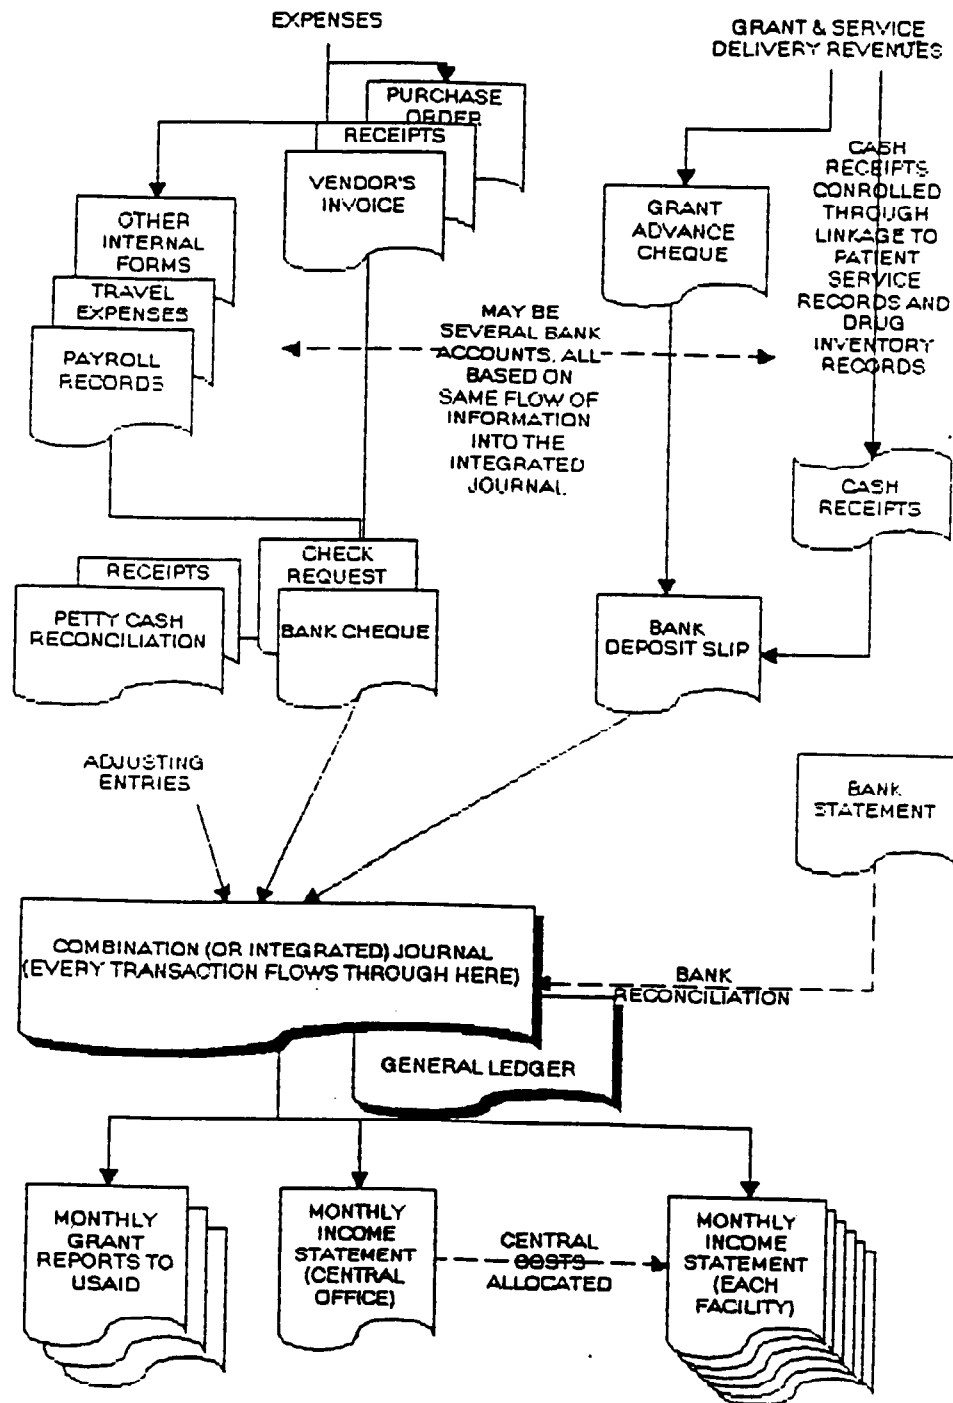 EXPENSES
GRANT & SERVICE
DELIVERY REVENUES
PURCHASE
ORDER
RECEIPTS
VENDOR'S
INVOICE
OTHER
INTERNAL
FORMS
TRAVEL
EXPENSES
PAYROLL
RECORDS
GRANT
ADVANCE
CHEQUE
CASH
RECEIPTS
CONROLLED
THROUGH
LINKAGE TO
PATIENT
SERVICE
RECORDS AND
DRUG
INVENTORY
RECORDS
MAY BE
SEVERAL BANK
ACCOUNTS. ALL
BASED ON
SAME FLOW OF
INFORMATION
INTO THE
INTEGRATED
JOURNAL.
CASH
RECEIPTS
CHECK
REQUEST
RECEIPTS
PETTY CASH
RECONCILIATION
BANK CHEQUE
BANK
DEPOSIT SLIP
ADJUSTING
ENTRIES
BANK
STATEMENT
COMBINATION (OR INTEGRATED) JOURNAL
(EVERY TRANSACTION FLOWS THROUGH HERE)
BANK
RECONCILIATION
GENERAL LEDGER
MONTHLY
GRANT
REPORTS TO
USAID
MONTHLY
INCOME
STATEMENT
(CENTRAL
OFFICE)
CENTRAL
COSTS
ALLOCATED
MONTHLY
INCOME
STATEMENT
(EACH
FACILITY)